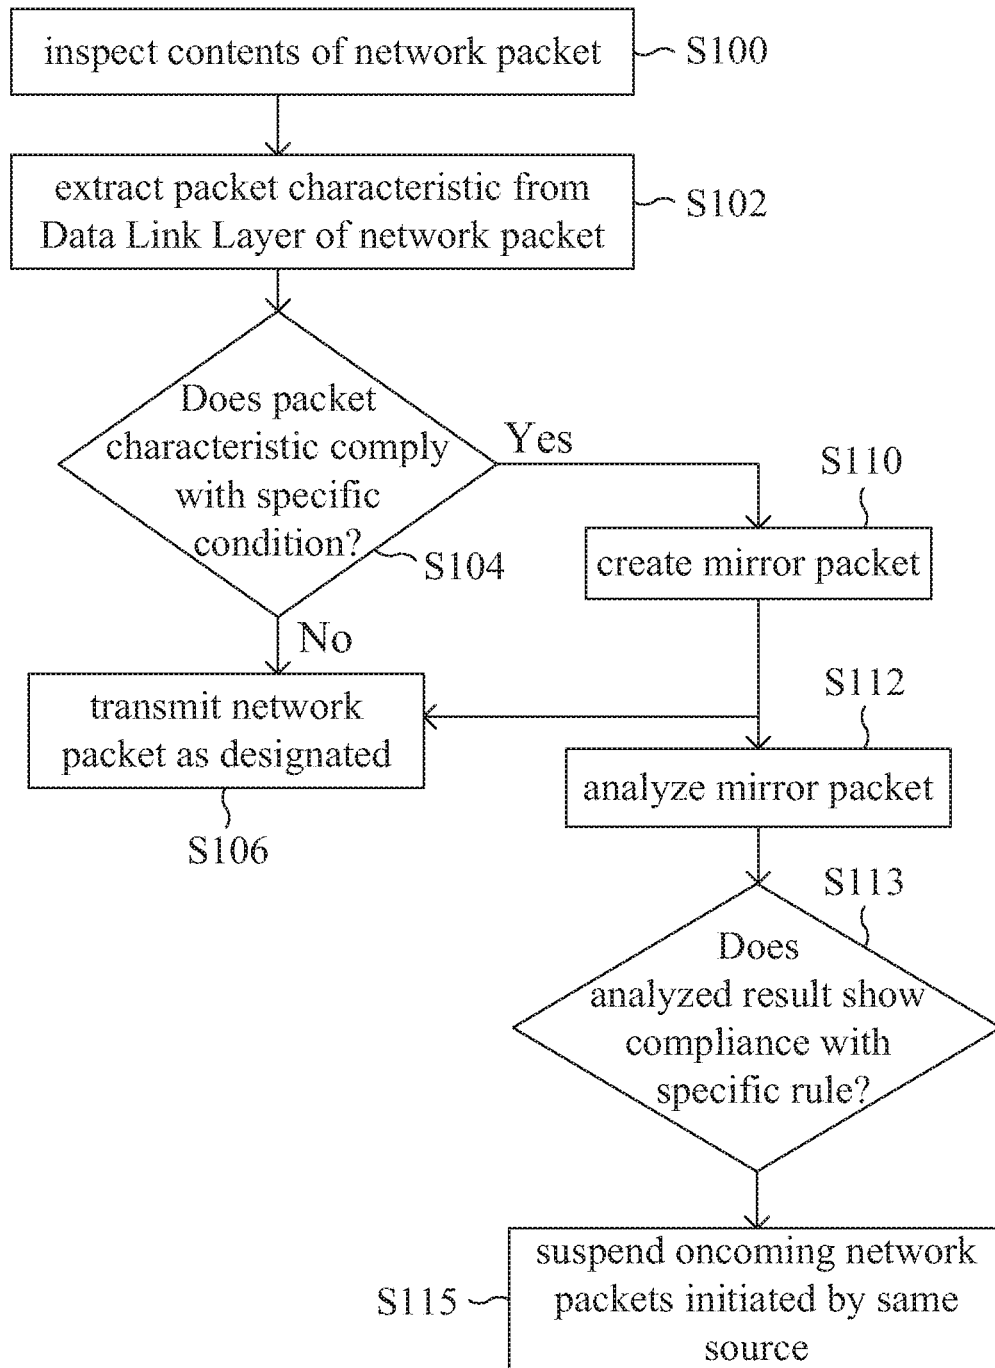 inspect contents of network packet
S100
extract packet characteristic from
Data Link Layer of network packet
S102
Does packet
characteristic comply
with specific
condition?
S104
Yes
No
S110
create mirror packet
transmit network
packet as designated
S106
S112
analyze mirror packet
S113
Does
analyzed result show
compliance with
specific rule?
S115
suspend oncoming network
packets initiated by same
source